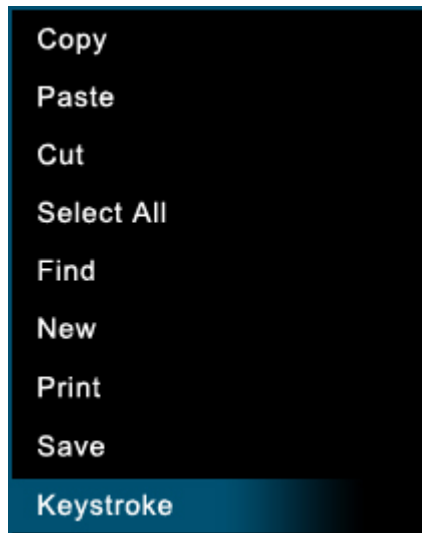 Copy
Paste
Cut
Select All
Find
New
Print
Save
Keystroke